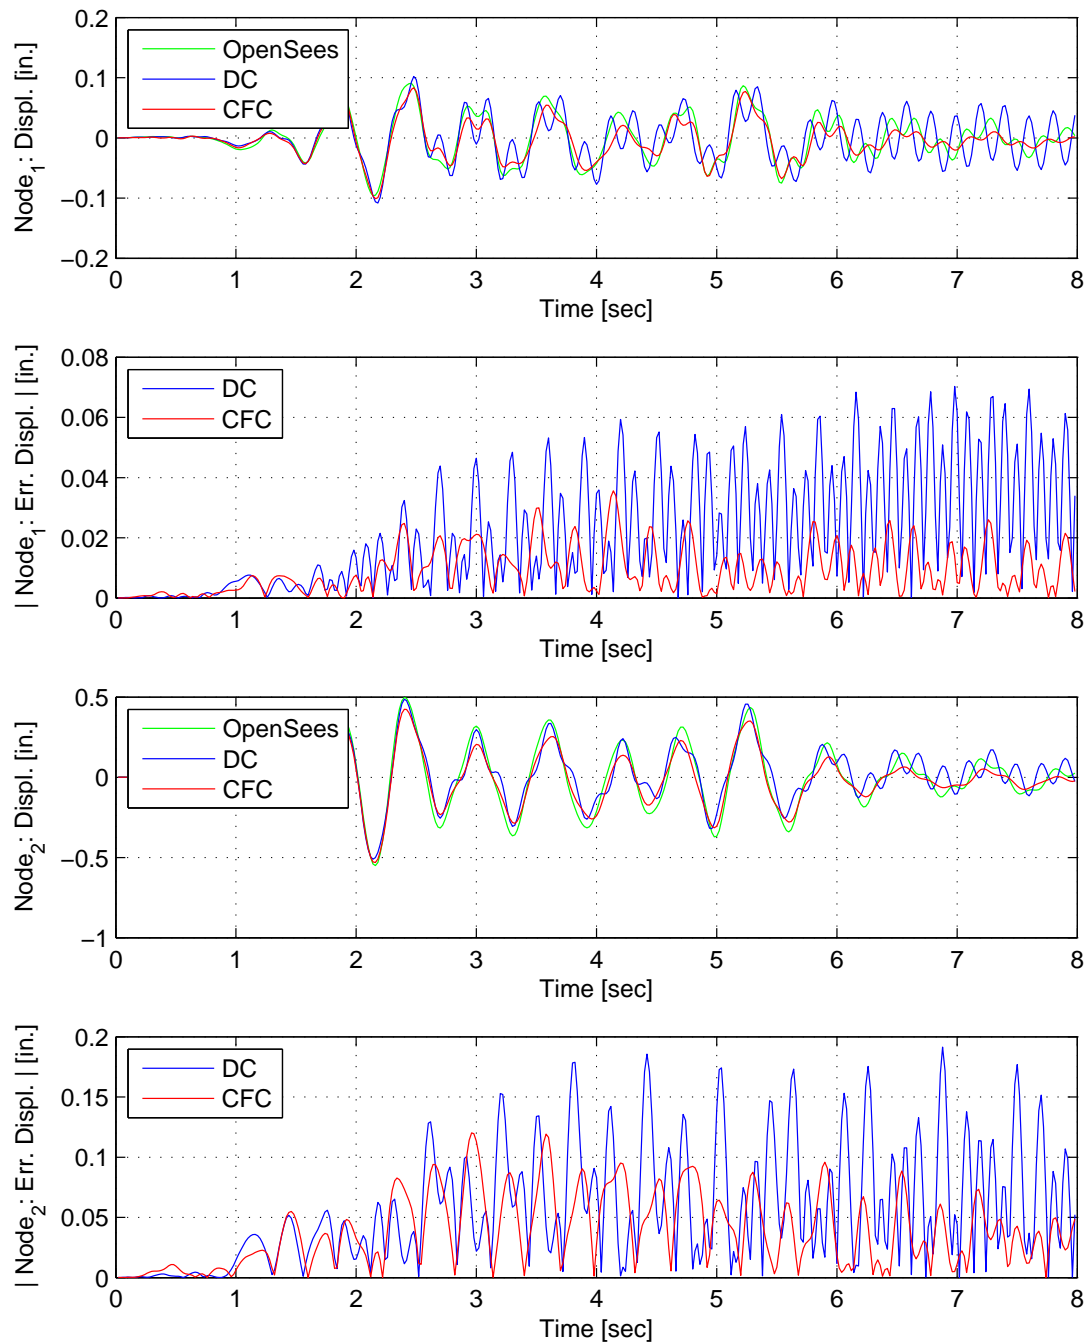 0.2
0.1
0
−0.1
−0.2
Node1: Displ. [in.]
OpenSees
DC
CFC
0 1 2 3 4 5 6 7 8
Time [sec]
0.08
0.06
0.04
0.02
0
| Node1: Err. Displ. | [in.]
DC
CFC
0 1 2 3 4 5 6 7 8
Time [sec]
0.5
0
−0.5
−1
Node2: Displ. [in.]
OpenSees
DC
CFC
0 1 2 3 4 5 6 7 8
Time [sec]
0.2
0.15
0.1
0.05
0
| Node2: Err. Displ. | [in.]
DC
CFC
0 1 2 3 4 5 6 7 8
Time [sec]